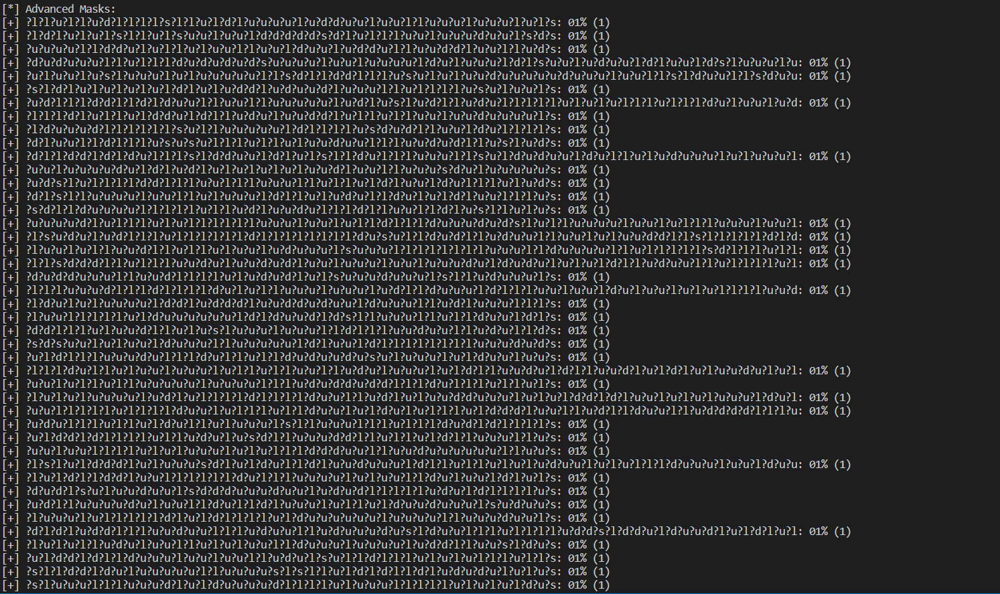 [*] Advanced Masks:
[+] ?l?l?u?l?l?u?d?l?l?l?l?s?l?l?u?l?d?l?u?u?u?u?l?u?d?d?u?u?l?u?u?l?l?u?u?l?u?u?u?u?l?u?l?s: 01% (1)
[+] ?l?d?l?u?l?u?l?s?l?l?u?l?s?u?u?l?u?u?l?d?d?d?d?d?s?d?l?u?l?l?l?u?l?u?l?u?u?d?u?u?l?s?d?s: 01% (1)
[+] ?u?u?u?u?l?l?d?d?u?u?l?u?u?l?u?u?l?u?l?u?l?u?d?l?u?d?u?d?u?l?l?u?u?d?d?l?u?u?l?l?u?l?d?s: 01% (1)
[+] ?d?u?d?u?u?l?u?l?u?l?l?l?d?u?d?u?d?u?d?s?u?u?u?u?l?u?u?l?u?u?u?l?u?d?u?u?l?u?u?l?d?l?s?u?u?l?u?d?u?u?l?d?l?u?u?l?d?s?l?u?u?u?l?u: 01% (1)
[+] ?u?l?u?u?l?u?s?l?u?u?u?l?u?u?u?u?l?u?u?l?l?s?d?l?l?d?d?l?l?l?u?s?u?l?u?u?l?u?d?u?u?u?l?u?u?d?u?u?l?u?u?l?l?s?l?d?u?u?l?l?s?d?u?u: 01% (1)
[+] ?s?l?d?l?u?l?u?l?u?l?u?l?d?l?u?l?u?d?d?l?u?d?u?d?u?u?l?u?l?u?l?l?l?l?l?u?u?s?u?l?u?u?l?s: 01% (1)
[+] ?u?d?l?l?l?d?d?l?l?d?l?d?u?u?l?l?u?l?l?u?u?u?u?u?l?u?l?d?l?u?s?l?u?d?l?l?u?d?u?l?l?l?l?l?u?l?u?l?u?l?l?l?u?l?l?l?d?u?l?u?u?l?u?d: 01% (1)
[+] ?l?l?l?d?l?u?l?u?u?l?d?u?l?d?l?l?u?d?u?l?u?u?d?d?l?u?l?u?l?u?u?l?u?l?u?u?d?u?u?u?u?u?l?s: 01% (1)
[+] ?l?d?u?u?u?d?l?l?l?l?l?l?s?u?l?l?u?u?u?u?l?d?l?l?l?l?u?s?d?u?d?u?l?l?u?l?u?d?u?l?l?l?l?s: 01% (1)
[+] ?d?l?u?u?l?l?d?l?l?l?u?s?u?s?u?l?l?l?u?l?l?u?l?u?u?d?u?u?l?l?l?u?u?d?u?d?l?l?u?s?l?u?d?s: 01% (1)
[+] ?d?l?l?d?d?l?d?l?d?u?l?l?l?s?l?d?d?u?u?l?d?l?u?l?s?l?l?d?u?l?l?l?u?u?u?l?l?s?u?l?d?u?d?u?u?l?d?u?l?l?u?l?u?d?u?u?u?l?u?l?u?u?u?l: 01% (1)
[+] ?u?u?u?l?u?u?u?d?u?l?d?l?u?d?l?u?u?l?u?l?d?l?u?l?u?d?l?u?u?l?u?l?u?u?s?d?u?l?u?u?u?u?u?s: 01% (1)
[+] ?u?d?s?l?u?l?l?l?l?d?d?l?l?l?l?u?u?l?u?l?u?u?l?u?l?l?u?l?l?d?l?u?l?u?l?d?u?l?l?l?u?l?d?s: 01% (1)
[+] ?d?l?s?l?l?u?u?u?u?l?u?u?l?l?u?l?u?u?u?l?d?l?l?l?u?l?u?d?u?l?l?d?u?l?u?l?d?l?u?u?l?u?u?s: 01% (1)
[+] ?s?d?l?l?d?u?u?u?u?l?l?l?l?u?l?l?u?l?d?u?u?l?u?d?l?u?u?l?u?d?l?u?l?l?l?d?l?u?s?l?l?u?u?s: 01% (1)
[+] ?u?u?u?u?d?l?u?l?u?l?l?l?u?l?l?l?l?l?l?u?u?l?u?u?u?u?l?u?l?d?l?l?l?d?u?u?u?d?u?d?s?l?u?l?l?u?u?u?u?l?u?u?l?u?l?l?l?u?u?u?l?u?u?l: 01% (1)
[+] ?l?s?u?d?u?l?u?d?l?l?l?l?u?l?l?l?l?l?d?l?l?l?l?l?l?l?l?d?u?s?u?l?l?d?u?d?l?l?u?d?u?u?l?l?u?u?l?u?l?u?u?d?d?l?l?s?l?l?l?l?l?d?l?d: 01% (1)
[+] ?l?u?u?l?u?l?u?u?u?d?l?l?u?l?u?l?u?u?l?u?u?d?u?u?u?l?s?u?u?u?l?l?l?l?l?l?l?u?u?u?u?l?l?d?u?u?u?u?l?u?l?l?u?l?l?l?s?d?l?l?l?u?l: 01% (1)
[+] ?l?l?s?d?d?d?l?l?u?l?u?l?l?u?u?u?l?u?u?u?d?u?u?l?u?l?u?u?l?u?u?l?u?u?u?u?d?u?l?d?u?d?u?l?u?l?u?l?d?l?l?u?d?u?u?l?u?l?l?l?l?l?u?l: 01% (1)
[+] ?d?u?d?d?u?u?u?l?l?u?u?d?l?l?l?u?l?u?d?u?d?l?u?l?l?s?u?u?u?d?u?u?u?l?s?l?l?u?d?u?u?u?l?s: 01% (1)
[+] ?l?l?l?u?u?u?d?l?l?l?d?l?l?l?l?d?u?l?u?l?l?u?u?u?u?l?u?u?l?u?d?l?l?d?u?u?u?l?d?l?l?l?u?u?l?u?u?l?d?u?l?u?u?l?u?l?u?l?l?l?l?u?u?d: 01% (1)
[+] ?l?d?u?u?l?u?u?u?u?l?d?d?l?u?d?d?d?l?u?u?d?d?u?u?d?u?u?l?d?u?u?l?u?l?u?u?d?l?u?u?l?l?l?s: 01% (1)
[+] ?l?u?u?l?l?l?l?u?l?d?u?u?u?u?u?l?d?l?d?u?u?d?l?d?s?l?l?u?u?l?u?l?u?u?l?d?u?u?l?d?l?s: 01% (1)
[+] ?d?d?l?l?l?u?l?u?u?d?l?l?u?l?u?s?l?u?u?u?l?u?u?u?l?l?d?l?l?l?u?u?d?u?u?l?l?u?d?u?l?l?d?s: 01% (1)
[+] ?s?d?s?u?u?l?u?u?l?u?l?d?u?u?l?u?u?l?u?u?l?u?l?d?l?u?u?l?d?l?l?l?l?l?l?l?l?u?u?d?u?d?s: 01% (1)
[+] ?u?l?d?l?l?l?u?u?u?d?u?l?l?l?d?u?l?u?l?l?l?d?u?d?u?u?d?u?s?u?l?l?u?u?u?l?u?l?d?u?u?l?u?s: 01% (1)
[+] ?l?l?l?d?u?u?l?u?l?l?u?u?l?u?u?l?u?l?l?u?u?l?u?l?l?u?d?u?l?u?u?l?u?l?u?l?d?l?l?u?u?d?u?l?d?l?l?u?u?d?l?u?l?d?l?u?l?u?u?d?u?l?u?l: 01% (1)
[+] ?u?u?l?u?u?l?l?l?u?u?u?u?u?u?l?u?u?u?u?l?l?l?u?d?u?d?d?d?u?d?d?l?l?l?d?u?l?l?l?u?u?l?l?s: 01% (1)
[+] ?l?u?u?l?l?u?u?l?u?l?u?d?l?u?l?l?l?l?d?l?l?l?u?d?l?u?u?l?u?d?l?u?l?u?u?d?d?u?u?u?u?l?u?l?u?l?d?d?l?d?l?u?u?l?u?l?u?u?u?u?l?d?u?l: 01% (1)
[+] ?u?u?u?l?l?l?l?l?l?l?l?l?d?u?u?l?u?l?l?l?u?l?l?d?u?l?u?u?l?d?u?l?u?l?l?l?u?l?d?d?d?l?u?u?l?l?u?d?l?l?d?u?u?l?l?u?d?d?d?d?l?l?l?u: 01% (1)
[+] ?u?d?u?l?l?l?u?l?u?l?l?d?u?l?l?u?l?u?u?u?l?s?l?l?u?u?u?l?l?l?u?l?l?l?d?u?d?l?d?l?l?l?l?s: 01% (1)
[+] ?u?l?d?d?l?d?l?l?l?l?u?l?l?u?d?u?u?l?u?s?d?l?l?u?u?u?d?d?l?l?l?u?u?l?u?l?d?l?u?u?l?l?u?s: 01% (1)
[+] ?u?u?u?l?u?u?l?u?l?u?l?u?l?u?u?u?u?l?u?u?l?u?l?l?d?d?d?u?u?l?l?u?u?d?u?u?u?u?u?l?l?u?u?s: 01% (1)
[+] ?l?s?l?u?u?l?d?d?d?l?u?u?l?u?u?u?s?d?l?u?l?d?u?u?l?l?d?l?u?u?u?d?u?u?u?l?d?l?l?u?l?l?u?u?l?u?u?d?u?u?u?l?u?l?u?u?l?l?l?d?u?u?u?l?u?u?l?d?u?u: 01% (1)
[+] ?l?u?l?d?l?d?d?l?u?u?l?l?l?l?l?l?d?u?l?l?l?u?u?u?u?l?u?u?l?u?u?l?l?d?u?u?l?u?u?l?d?l?u?l?s: 01% (1)
[+] ?d?u?d?l?s?u?l?u?u?d?u?u?l?s?d?d?d?u?u?u?d?u?u?l?u?u?d?l?l?l?l?u?d?u?u?l?d?l?l?l?l?u?s: 01% (1)
[+] ?u?d?l?u?u?u?u?d?u?l?u?u?u?l?l?d?l?u?l?d?l?l?u?u?u?l?u?l?l?u?l?d?u?u?d?u?u?u?l?s?u?d?u?u?s: 01% (1)
[+] ?l?u?u?u?l?u?l?l?l?l?l?d?l?u?l?d?l?l?l?l?u?l?d?u?u?u?u?u?l?u?u?u?u?u?l?l?u?u?u?d?u?u?l?s: 01% (1)
[+] ?d?l?d?l?u?d?d?l?l?u?u?d?d?u?u?l?l?l?u?d?u?u?l?u?l?u?d?u?u?u?d?u?s?l?d?u?u?l?u?l?l?l?l?l?u?d?d?s?l?d?d?u?l?d?u?u?d?l?u?l?d?l?u?l: 01% (1)
[+] ?l?u?u?l?u?l?l?u?d?u?u?l?u?u?l?l?u?u?l?u?l?u?l?d?u?u?l?u?u?u?l?u?u?d?d?l?l?u?u?s?l?d?u?s: 01% (1)
[+] ?u?l?d?d?l?d?l?l?d?u?u?l?u?l?u?u?l?u?u?l?l?u?d?u?l?s?u?l?l?d?l?l?l?u?l?u?l?l?u?l?u?l?l?s: 01% (1)
[+] ?s?l?l?d?d?l?d?u?l?u?u?u?u?u?l?l?u?u?u?u?s?l?s?l?l?u?l?d?l?d?l?l?d?l?u?d?u?d?u?u?l?u?u?s: 01% (1)
[+] ?s?l?u?u?u?l?l?l?u?u?u?d?l?u?l?d?u?u?u?u?d?l?l?l?l?u?l?u?l?l?l?l?l?l?u?l?u?l?u?l?l?d?u?s: 01% (1)